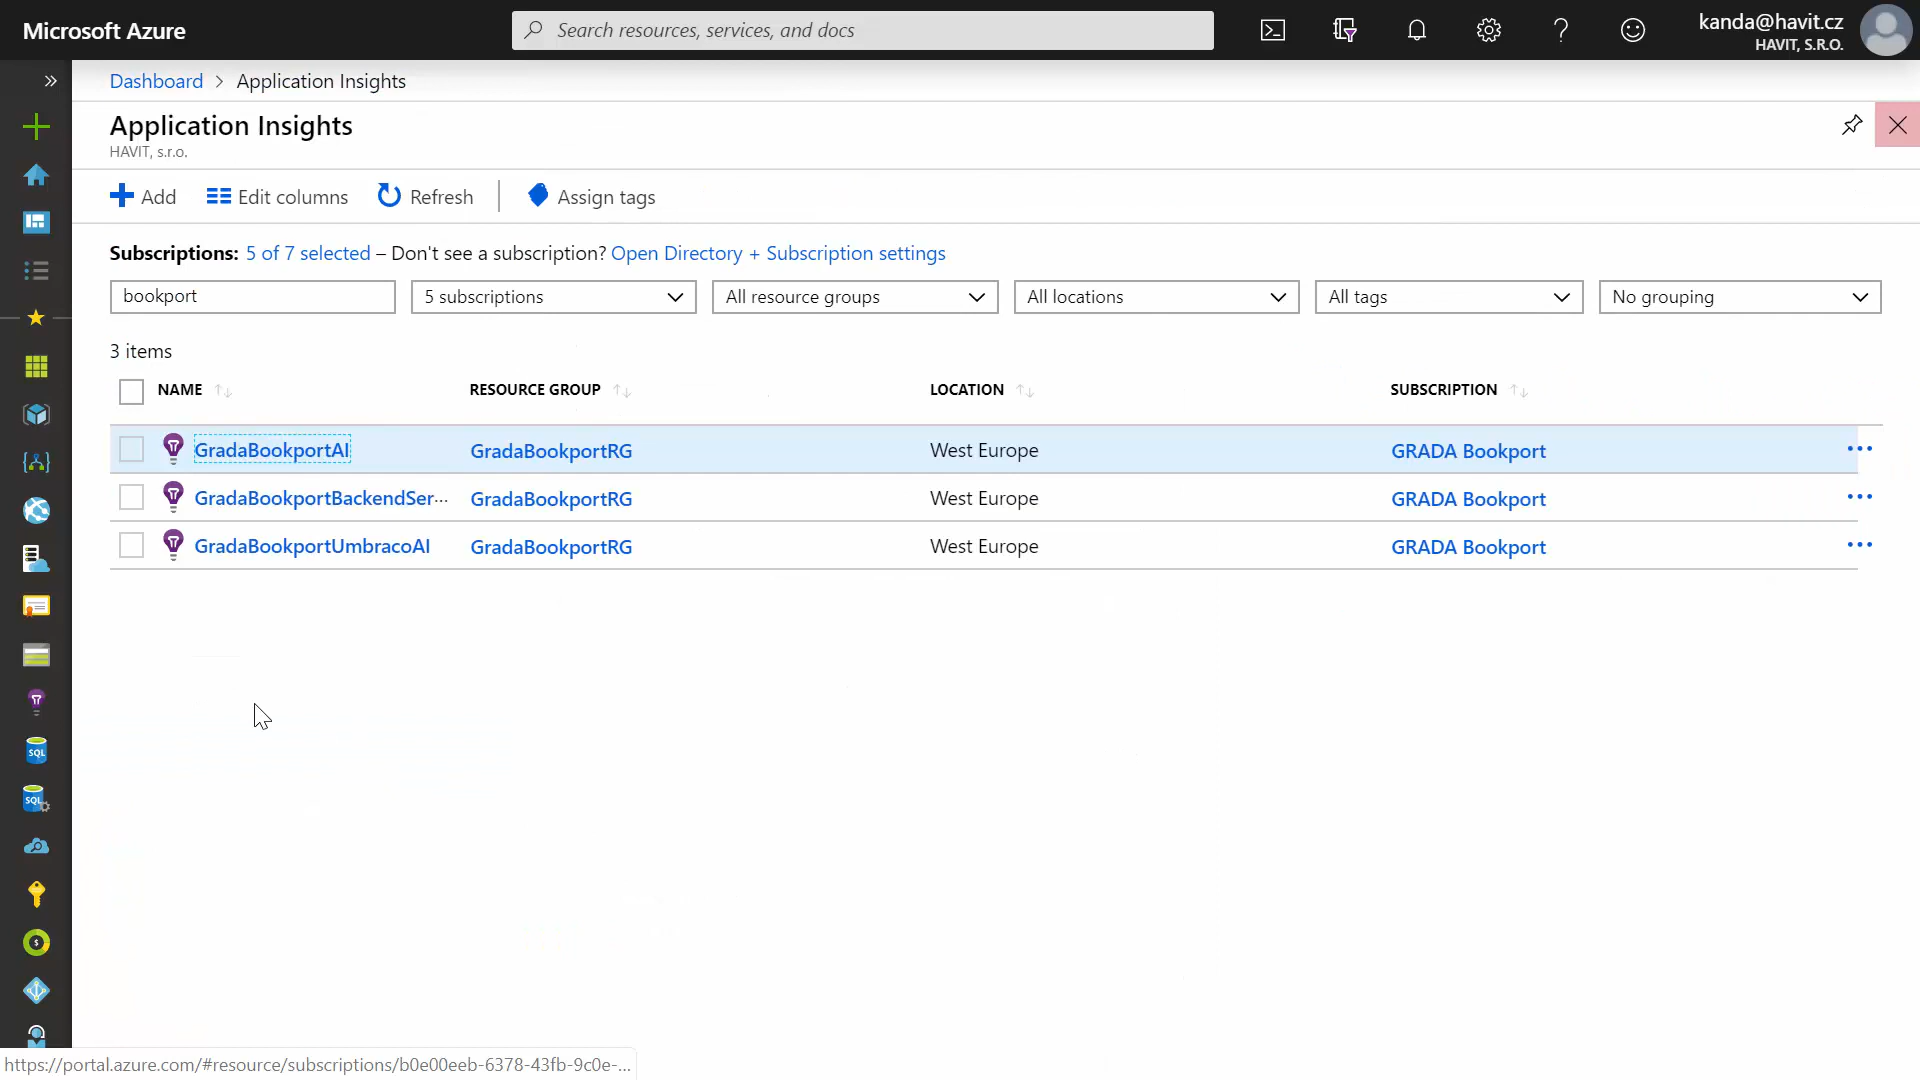 Microsoft Azure
Search resources, services, and docs
kanda@havit.cz
HAVIT, S.R.O.
Dashboard > Application Insights
Application Insights
HAVIT, s.r.o.
Add
Edit columns
Refresh
Assign tags
Subscriptions: 5 of 7 selected – Don't see a subscription? Open Directory + Subscription settings
bookport
5 subscriptions
All resource groups
All locations
All tags
No grouping
3 items
NAME
RESOURCE GROUP
LOCATION
SUBSCRIPTION
GradaBookportAI
GradaBookportRG
West Europe
GRADA Bookport
GradaBookportBackendSer...
GradaBookportRG
West Europe
GRADA Bookport
GradaBookportUmbracoAI
GradaBookportRG
West Europe
GRADA Bookport
SQL
SQL
https://portal.azure.com/#resource/subscriptions/b0e00eeb-6378-43fb-9c0e-...